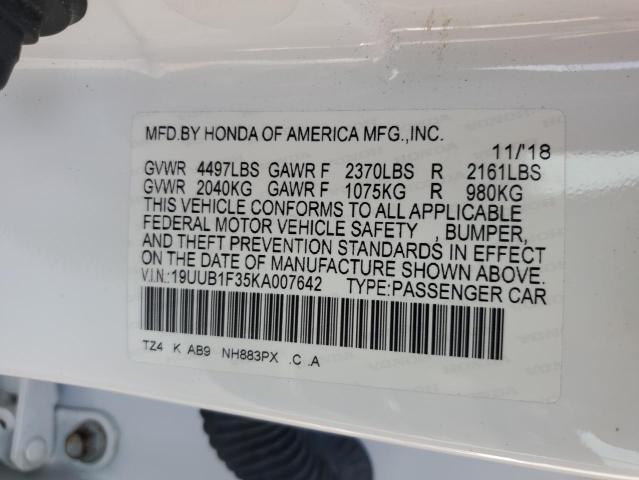 MFD.BY HONDA OF AMERICA MFG.,INC.
11/'18
GVWR 4497LBS GAWR F 2370LBS R 2161LBS
GVWR 2040KG GAWR F 1075KG R 980KG
THIS VEHICLE CONFORMS TO ALL APPLICABLE
FEDERAL MOTOR VEHICLE SAFETY , BUMPER,
AND THEFT PREVENTION STANDARDS IN EFFECT
ON THE DATE OF MANUFACTURE SHOWN ABOVE.
V.I.N.:19UUB1F35KA007642 TYPE:PASSENGER CAR
TZ4 K AB9 NH883PX .C .A